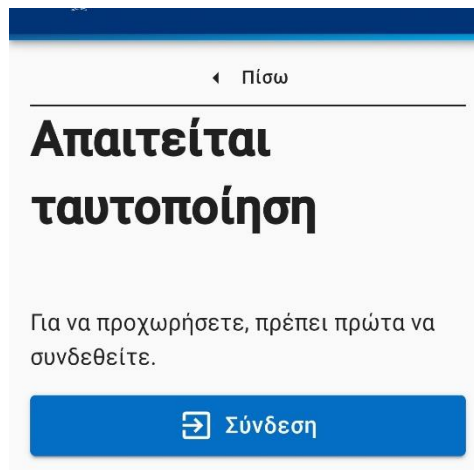 Πίσω
Απαιτείται
ταυτοποίηση
Για να προχωρήσετε, πρέπει πρώτα να
συνδεθείτε.
Σύνδεση